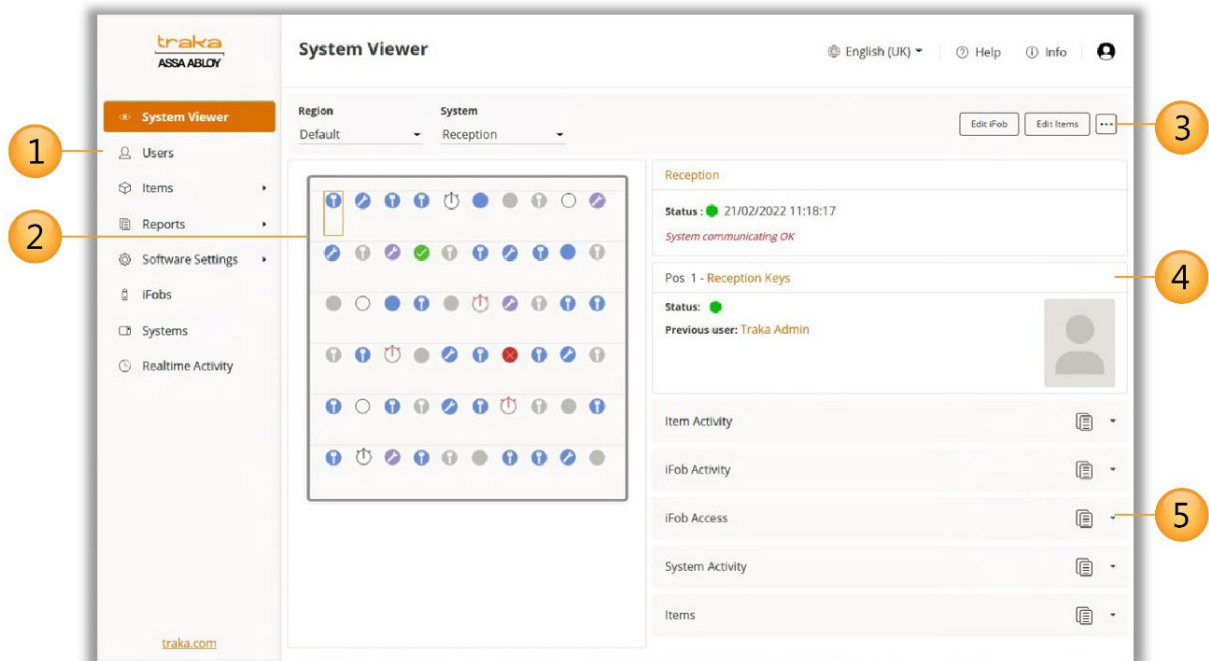 traka
ASSA ABLOY
System Viewer
English (UK)
Help
Info
System Viewer
Users
Items
Reports
Software Settings
iFobs
Systems
Realtime Activity
traka.com
Region
Default
System
Reception
Edit iFob
Edit Items
...
Reception
Status : 21/02/2022 11:18:17
System communicating OK
Pos 1 - Reception Keys
Status:
Previous user: Traka Admin
Item Activity
iFob Activity
iFob Access
System Activity
Items
1
2
3
4
5